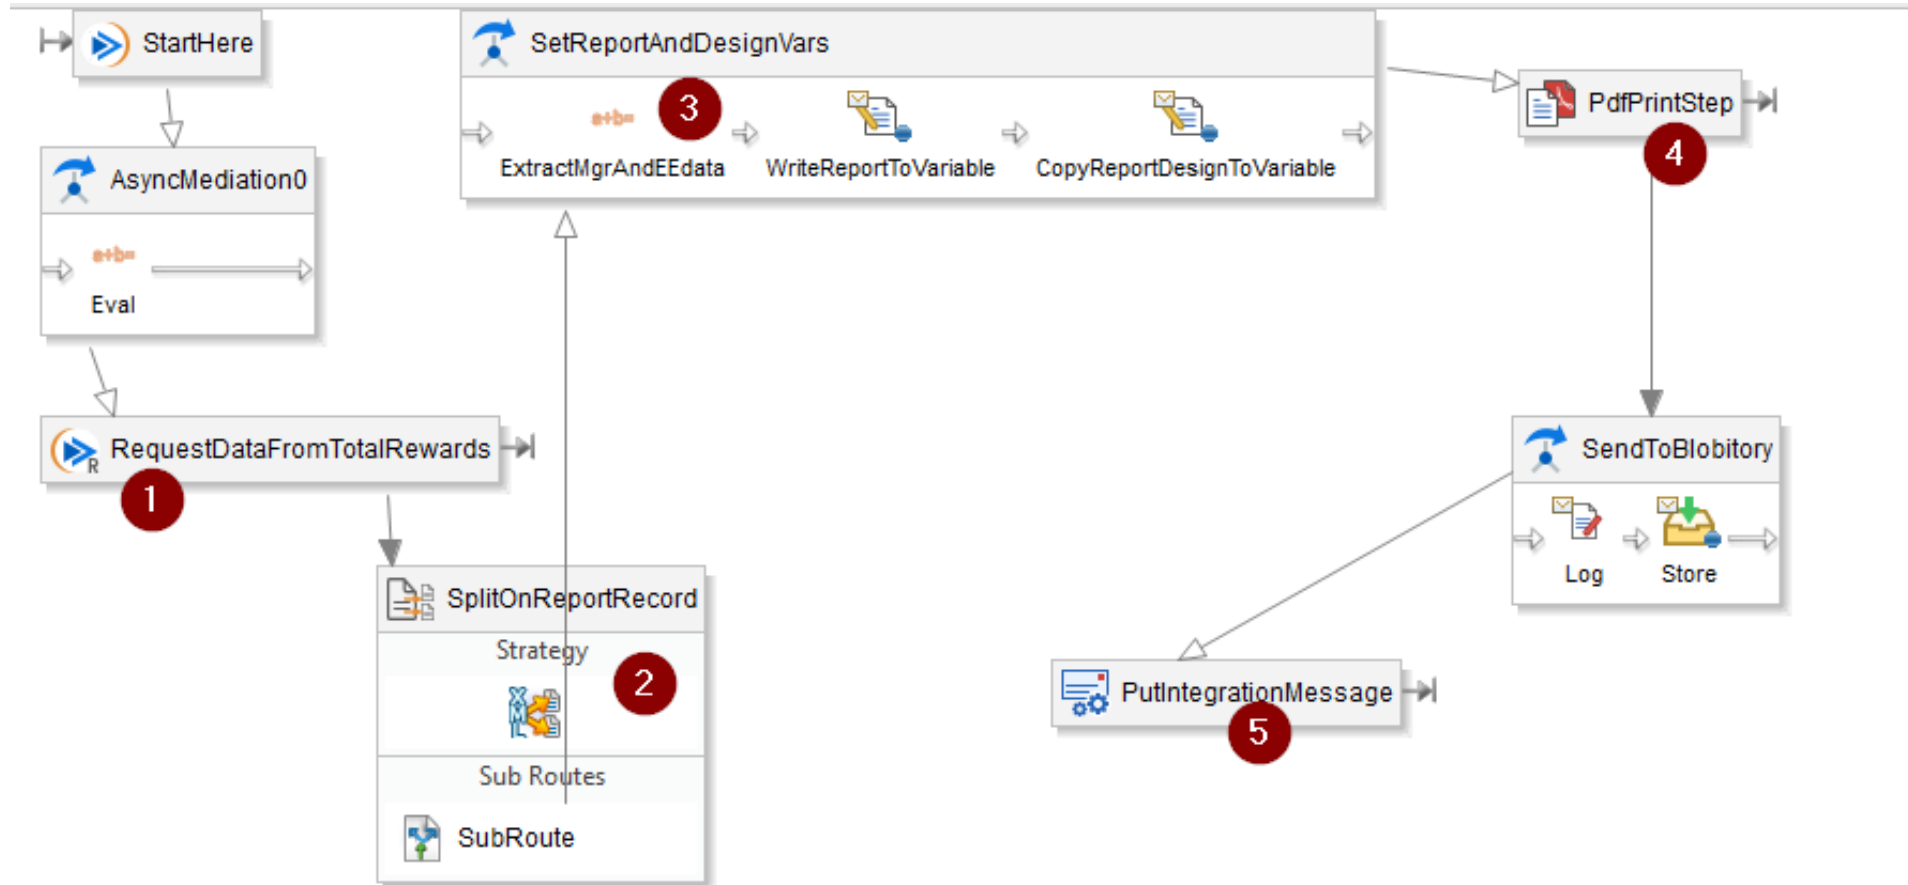 StartHere
AsyncMediation0
a+b=
Eval
RequestDataFromTotalRewards
R
1
SplitOnReportRecord
Strategy
2
XML
Sub Routes
SubRoute
SetReportAndDesignVars
a+b=
3
ExtractMgrAndEEdata
WriteReportToVariable
CopyReportDesignToVariable
PdfPrintStep
4
SendToBlobitory
Log
Store
PutIntegrationMessage
5